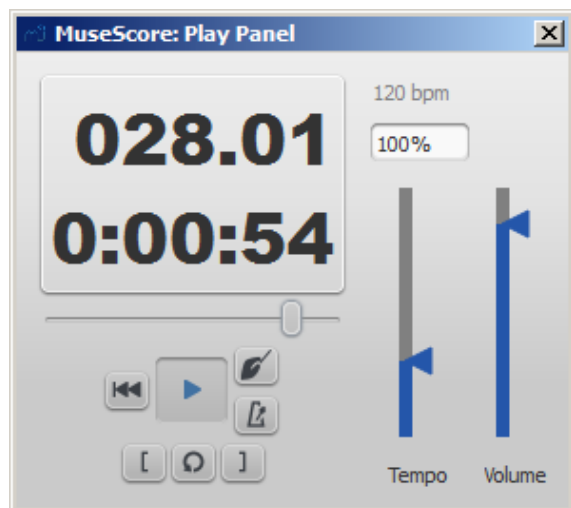 MuseScore: Play Panel
028.01
0:00:54
120 bpm
100%
[ ]
Tempo Volume